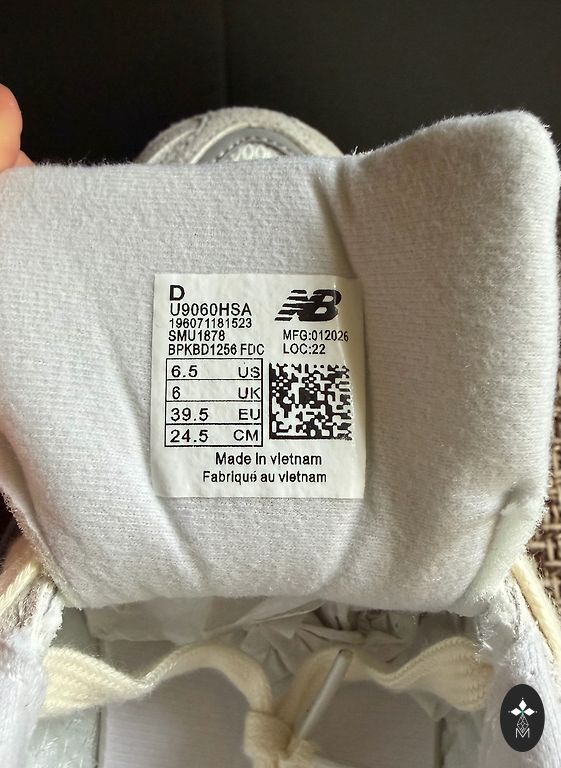 D
U9060HSA
196071181523
SMU1878
BPKBD1256 FDC
NB
MFG:012026
LOC:22
6.5 US
6 UK
39.5 EU
24.5 CM
Made In vietnam
Fabriqué au vietnam
M